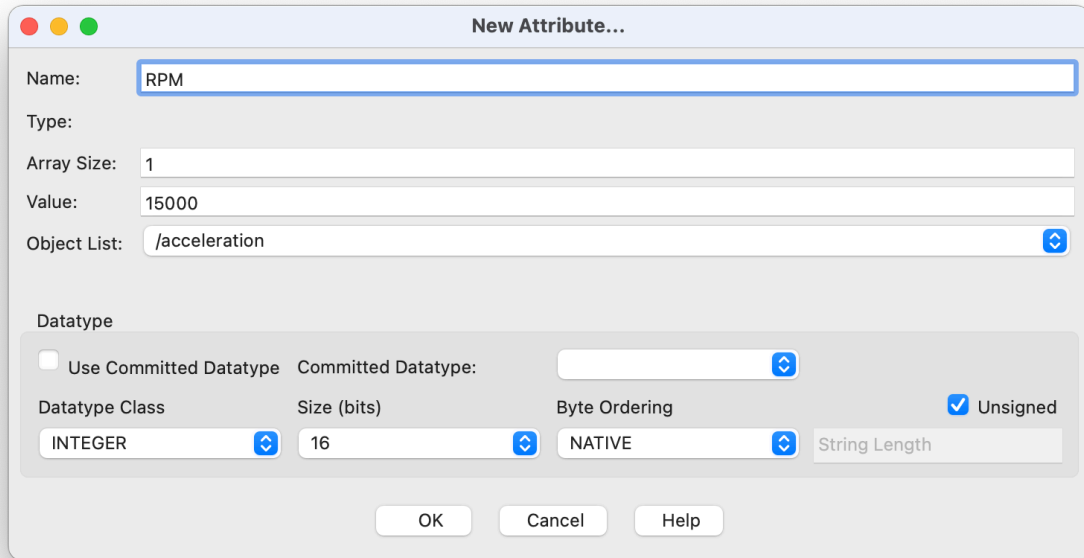 New Attribute...
Name: RPM
Type:
Array Size: 1
Value: 15000
Object List: /acceleration
Datatype
Use Committed Datatype Committed Datatype:
Datatype Class Size (bits) Byte Ordering Unsigned
INTEGER 16 NATIVE String Length
OK Cancel Help